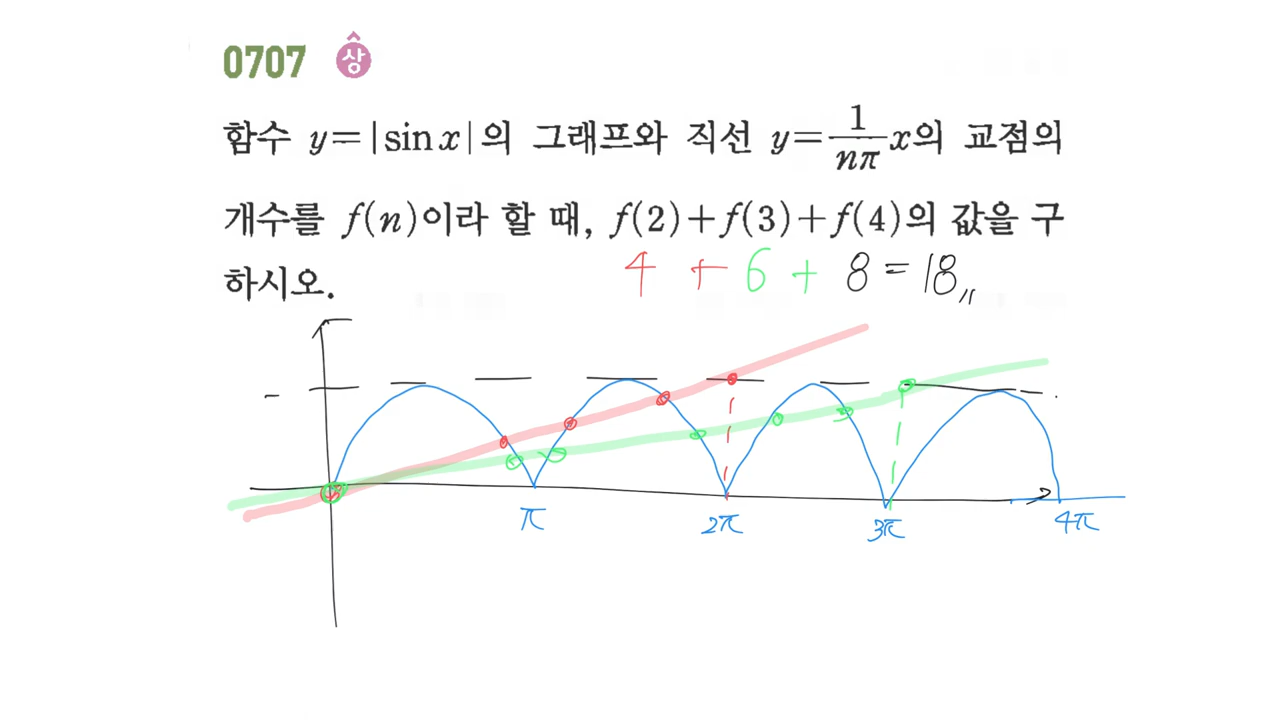 0707 상
함수 y=|sin x|의 그래프와 직선 y=\frac{1}{nπ}x의 교점의
개수를 f(n)이라 할 때, f(2)+f(3)+f(4)의 값을 구
하시오.
4 + 6 + 8 = 18
π 2π 3π 4π